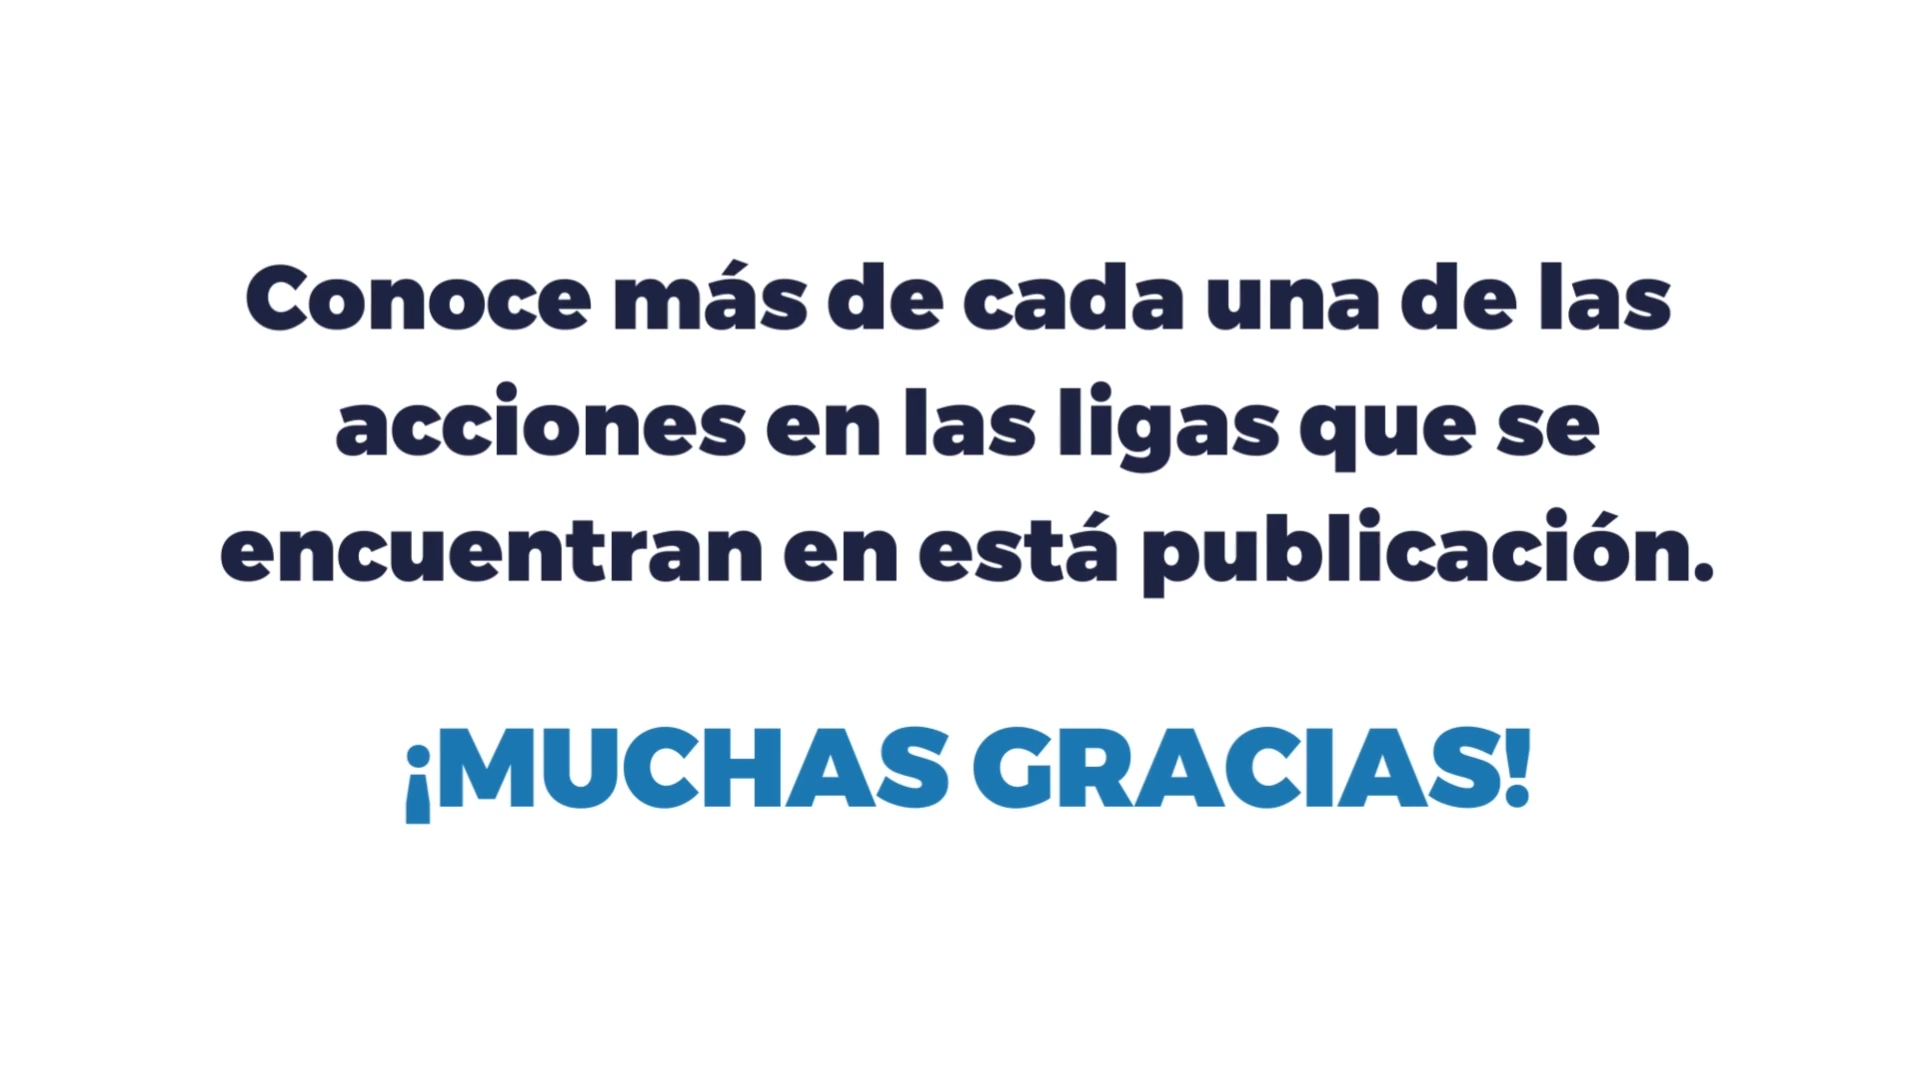 Conoce más de cada una de las
acciones en las ligas que se
encuentran en está publicación.
¡MUCHAS GRACIAS!